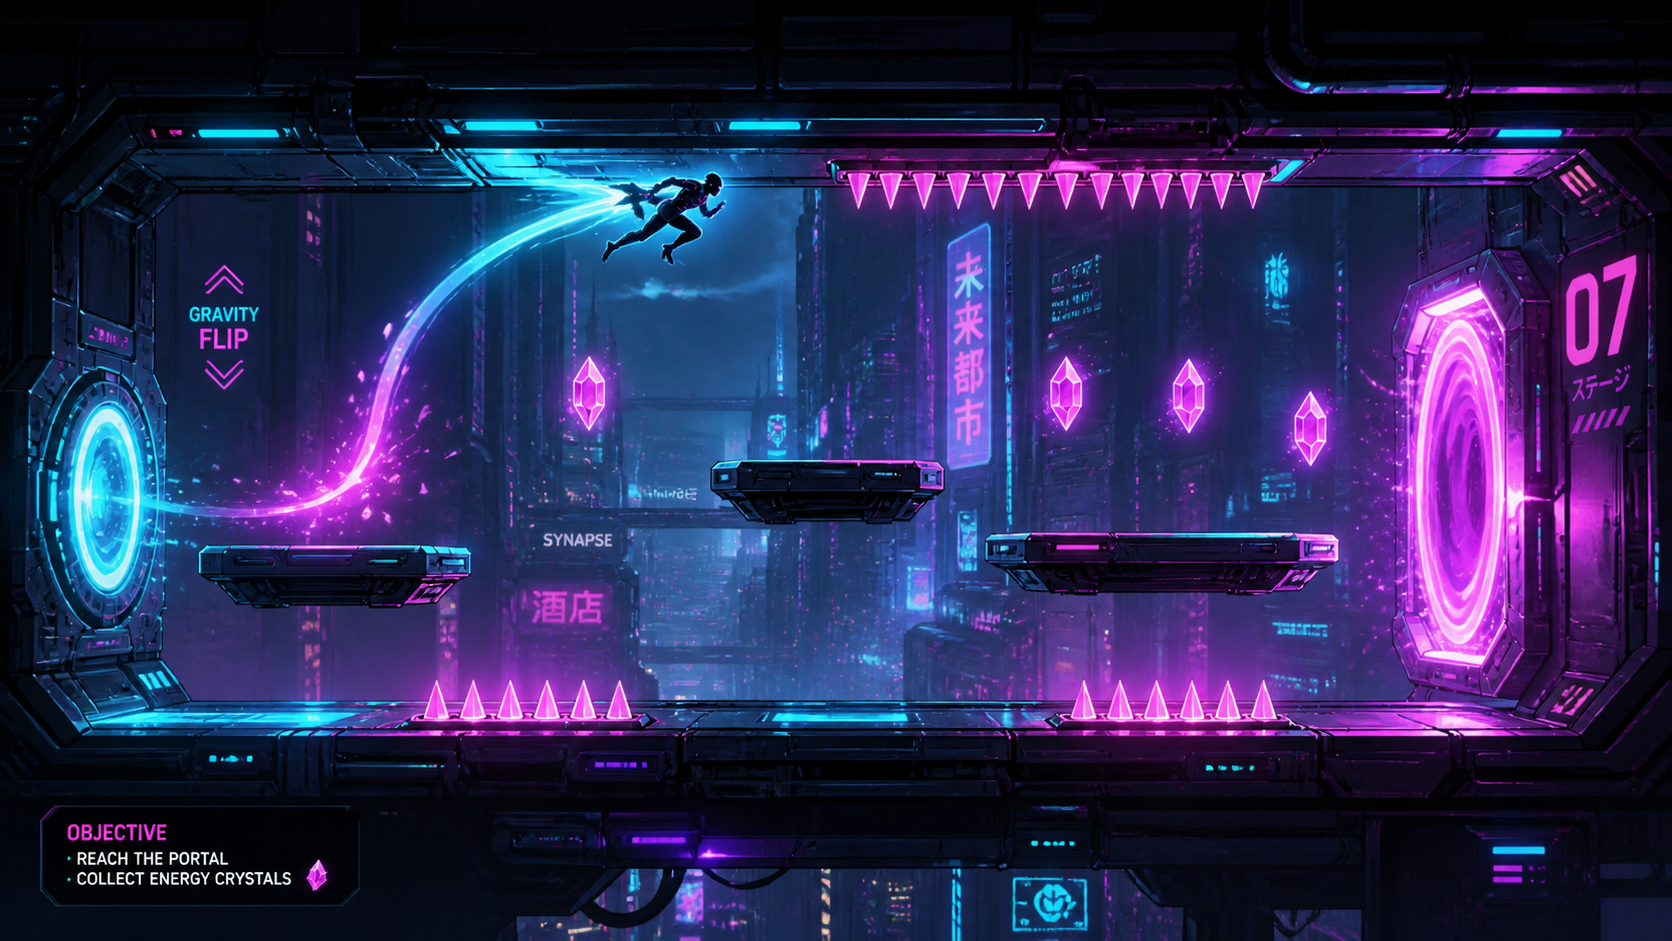 GRAVITY
FLIP
未来都市
07
ステージ
SYNAPSE
酒店
OBJECTIVE
· REACH THE PORTAL
· COLLECT ENERGY CRYSTALS